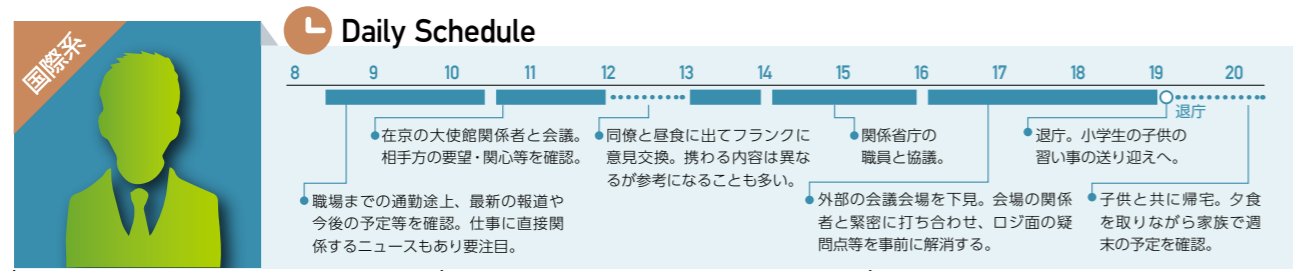 国際系
Daily Schedule
8 9 10 11 12 13 14 15 16 17 18 19 20
退庁
在京の大使館関係者と会議。
相手方の要望・関心等を確認。
同僚と昼食に出てフランクに
意見交換。携わる内容は異な
るが参考になることも多い。
関係省庁の
職員と協議。
退庁。小学生の子供の
習い事の送り迎えへ。
職場までの通勤途上、最新の報道や
今後の予定等を確認。仕事に直接関
係するニュースもあり要注目。
外部の会議会場を下見。会場の関係
者と緊密に打ち合わせ、ロジ面の疑
問点等を事前に解消する。
子供と共に帰宅。夕食
を取りながら家族で週
末の予定を確認。